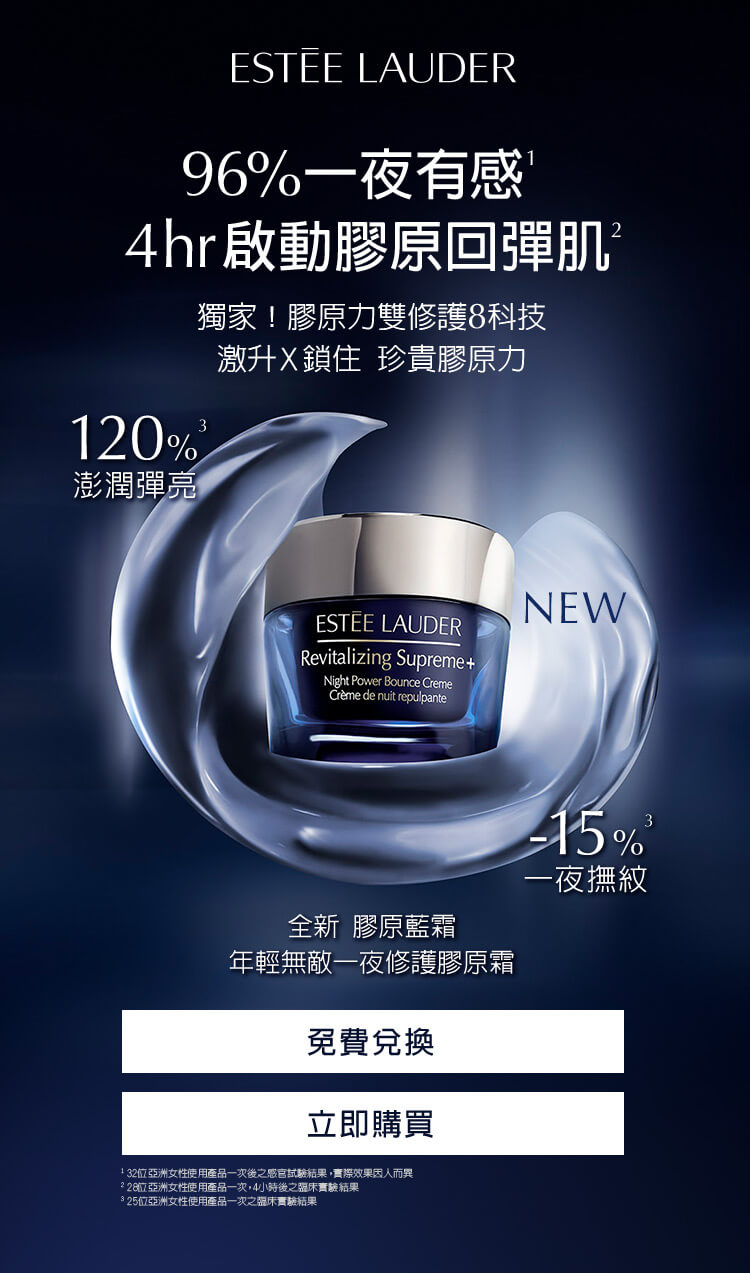 ESTĒE LAUDER
96%一夜有感¹
4hr啟動膠原回彈肌²
獨家！膠原力雙修護8科技
激升X鎖住 珍貴膠原力
120%³
澎潤彈亮
NEW
ESTĒE LAUDER
Revitalizing Supreme+
Night Power Bounce Creme
Crème de nuit repulpante
-15%³
一夜撫紋
全新 膠原藍霜
年輕無敵一夜修護膠原霜
免費兌換
立即購買
¹ 32位亞洲女性使用產品一次後之感官試驗結果，實際效果因人而異
² 28位亞洲女性使用產品一次，4小時後之臨床實驗結果
³ 25位亞洲女性使用產品一次之臨床實驗結果